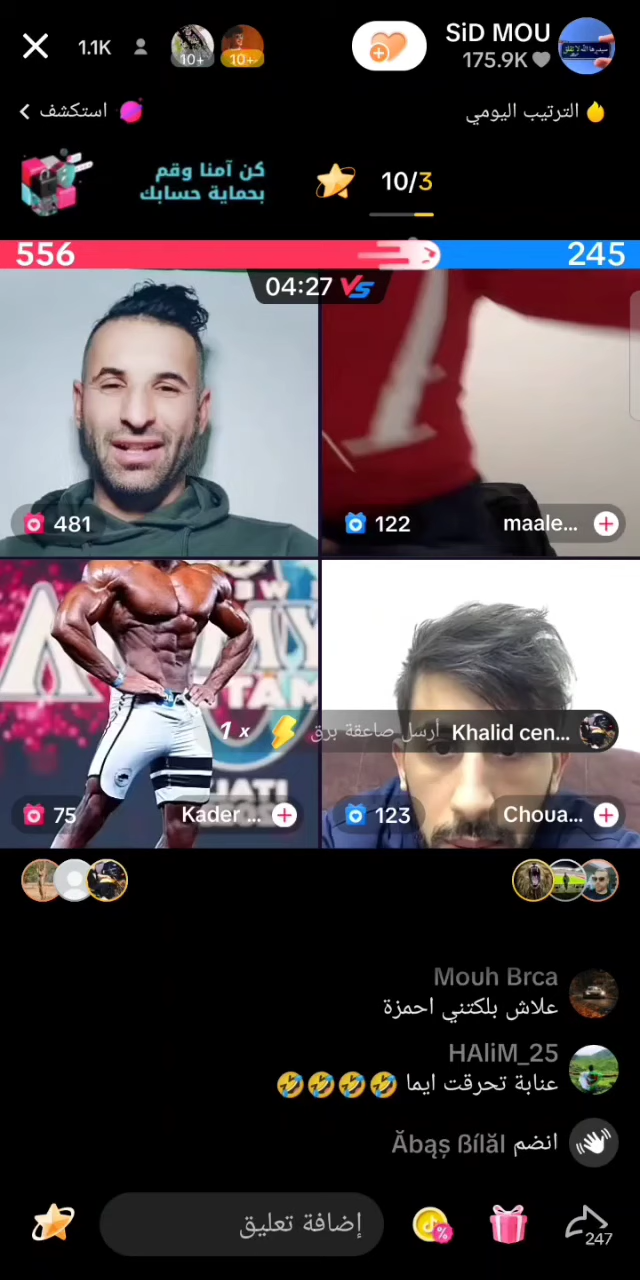 SiD MOU
175.9K
10+
10+
1.1K
الترتيب اليومي
استكشف
10/3
كن آمنا وقم
بحماية حسابك
556
245
04:27 VS
481
122
maale...
أرسل صاعقة برق
Khalid cen...
1 x
75
Kader ...
123
Choua...
Mouh Brca
علاش بلكتني احمزة
HAliM_25
عنابة تحرقت ايما 🤣🤣🤣🤣
Ăbąș ßílăl انضم
إضافة تعليق
247